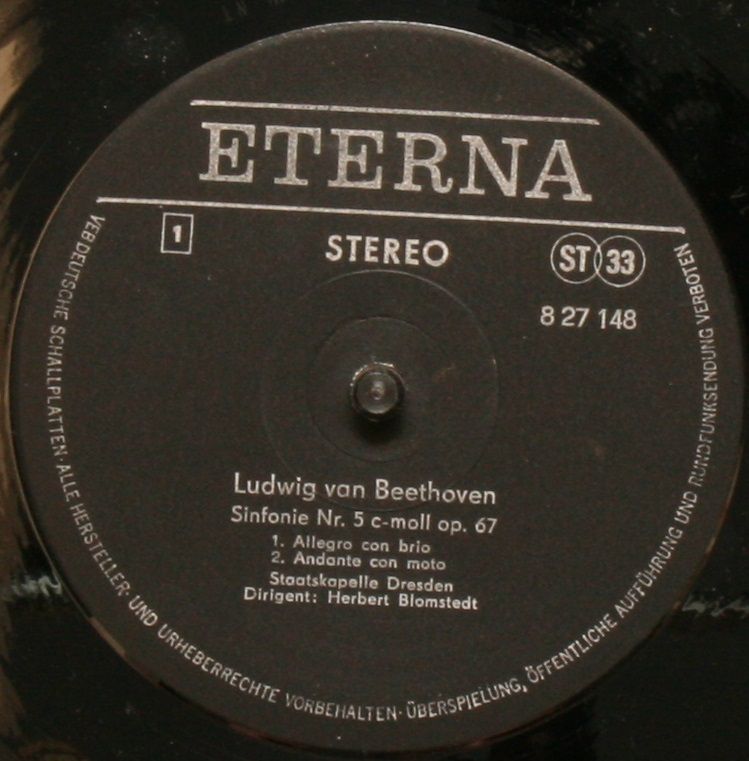 ETERNA
1
STEREO
ST 33
8 27 148
Ludwig van Beethoven
Sinfonie Nr. 5 c-moll op. 67
1. Allegro con brio
2. Andante con moto
Staatskapelle Dresden
Dirigent: Herbert Blomstedt
VEB DEUTSCHE SCHALLPLATTEN · ALLE HERSTELLER- UND URHEBERRECHTE VORBEHALTEN · ÜBERSPIELUNG, ÖFFENTLICHE AUFFÜHRUNG UND RUNDFUNKSENDUNG VERBOTEN